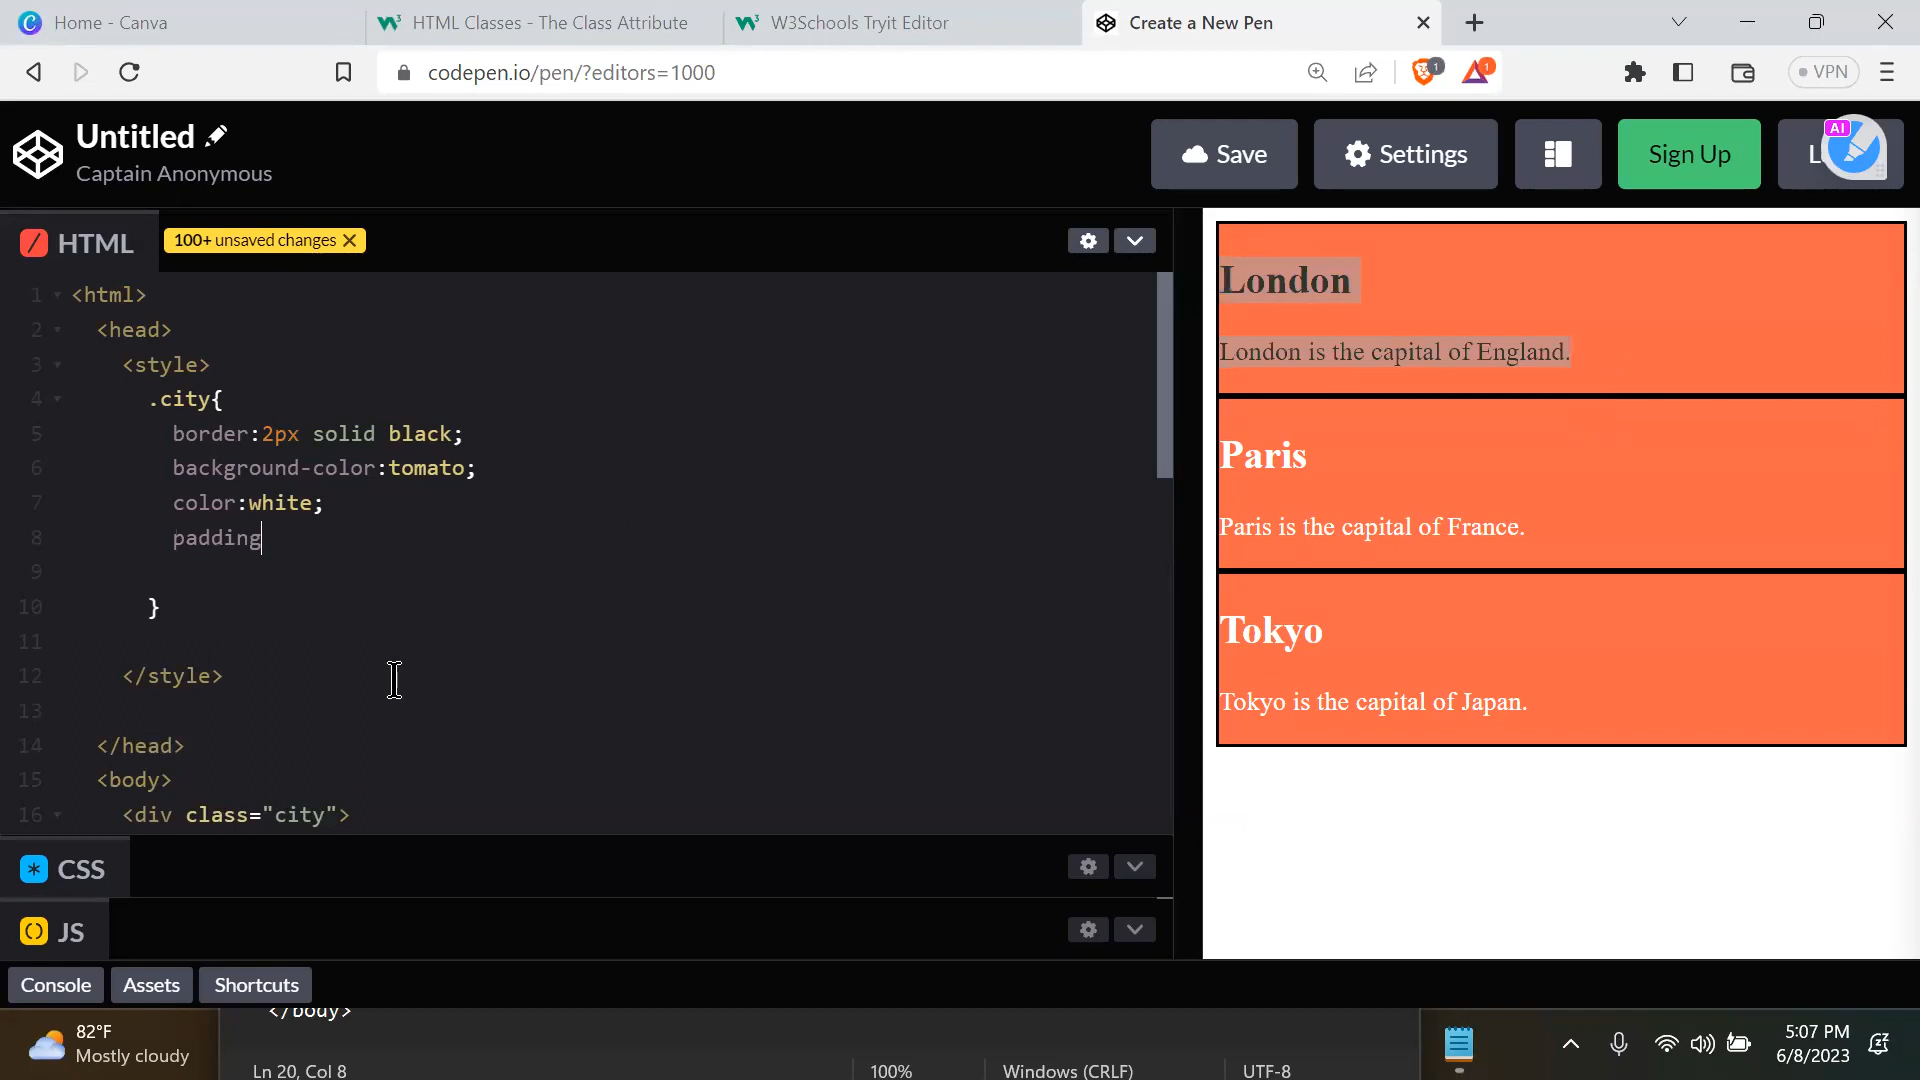 Home - Canva
HTML Classes - The Class Attribute
W3Schools Tryit Editor
Create a New Pen
codepen.io/pen/?editors=1000
1
1
VPN
Untitled
Captain Anonymous
Save
Settings
Sign Up
L
AI
HTML
100+ unsaved changes
1 <html>
2 <head>
3 <style>
4 .city{
5 border:2px solid black;
6 background-color:tomato;
7 color:white;
8 padding
9
10 }
11
12 </style>
13
14 </head>
15 <body>
16 <div class="city">
London
London is the capital of England.
Paris
Paris is the capital of France.
Tokyo
Tokyo is the capital of Japan.
CSS
JS
Console
Assets
Shortcuts
</body>
Ln 20, Col 8
100%
Windows (CRLF)
UTF-8
82°F
Mostly cloudy
5:07 PM
6/8/2023